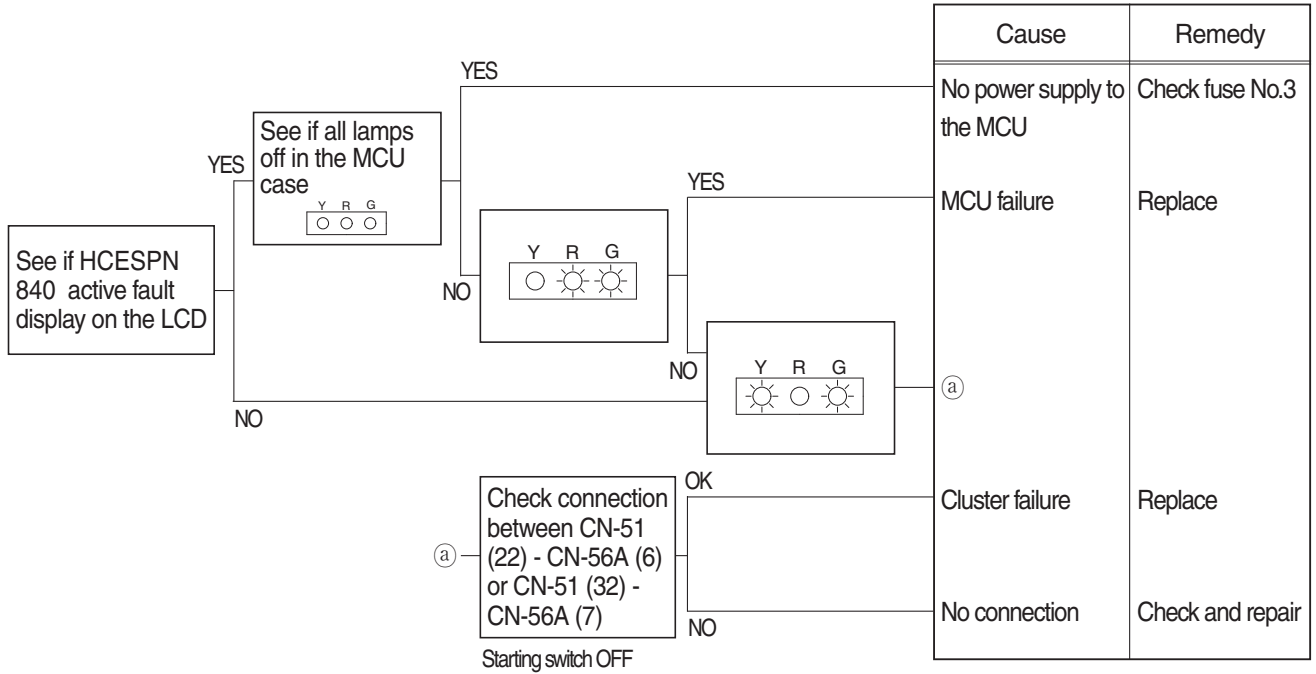 Cause
Remedy
YES
No power supply to
the MCU
Check fuse No.3
See if all lamps
off in the MCU
case
Y R G
YES
YES
MCU failure
Replace
See if HCESPN
840 active fault
display on the LCD
Y R G
NO
NO
Y R G
ⓐ
NO
Check connection
between CN-51
(22) - CN-56A (6)
or CN-51 (32) -
CN-56A (7)
OK
Cluster failure
Replace
ⓐ
No connection
Check and repair
NO
Starting switch OFF